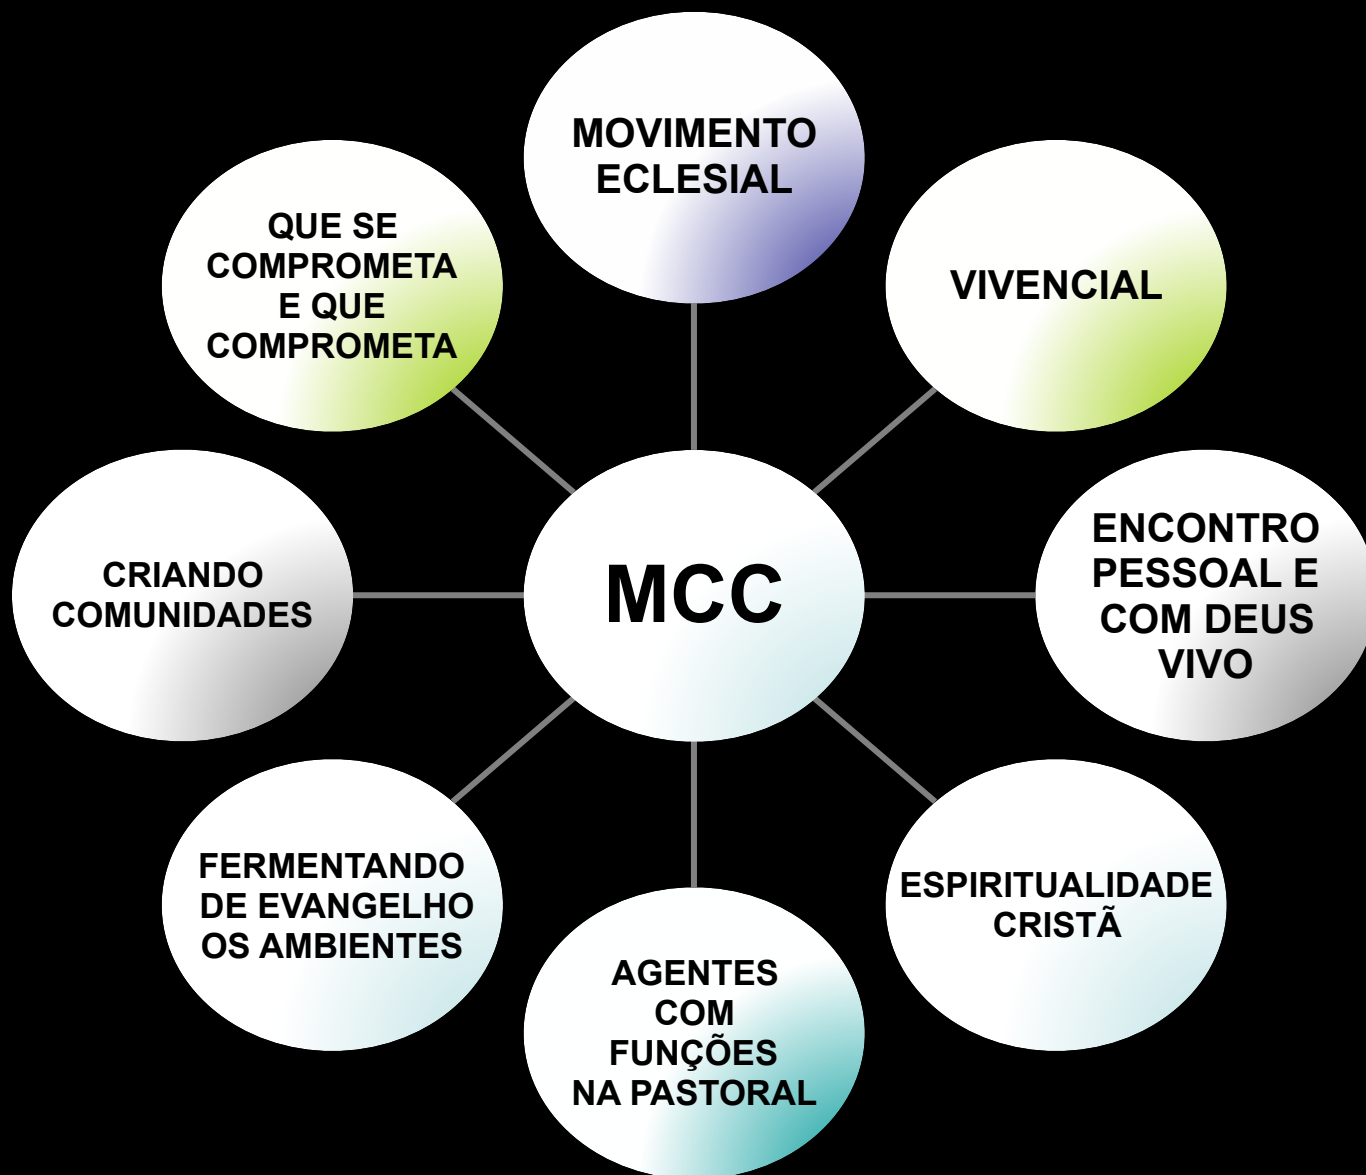 MOVIMENTO
ECLESIAL
VIVENCIAL
ENCONTRO
PESSOAL E
COM DEUS
VIVO
ESPIRITUALIDADE
CRISTÃ
AGENTES
COM
FUNÇÕES
NA PASTORAL
FERMENTANDO
DE EVANGELHO
OS AMBIENTES
CRIANDO
COMUNIDADES
QUE SE
COMPROMETA
E QUE
COMPROMETA
MCC